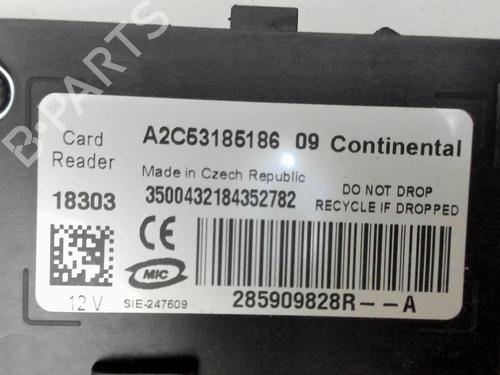 Card
Reader
A2C53185186 09 Continental
Made in Czech Republic
18303
3500432184352782
DO NOT DROP
RECYCLE IF DROPPED
CE
MIC
12 V
SIE-247609
285909828R--A
B-PARTS